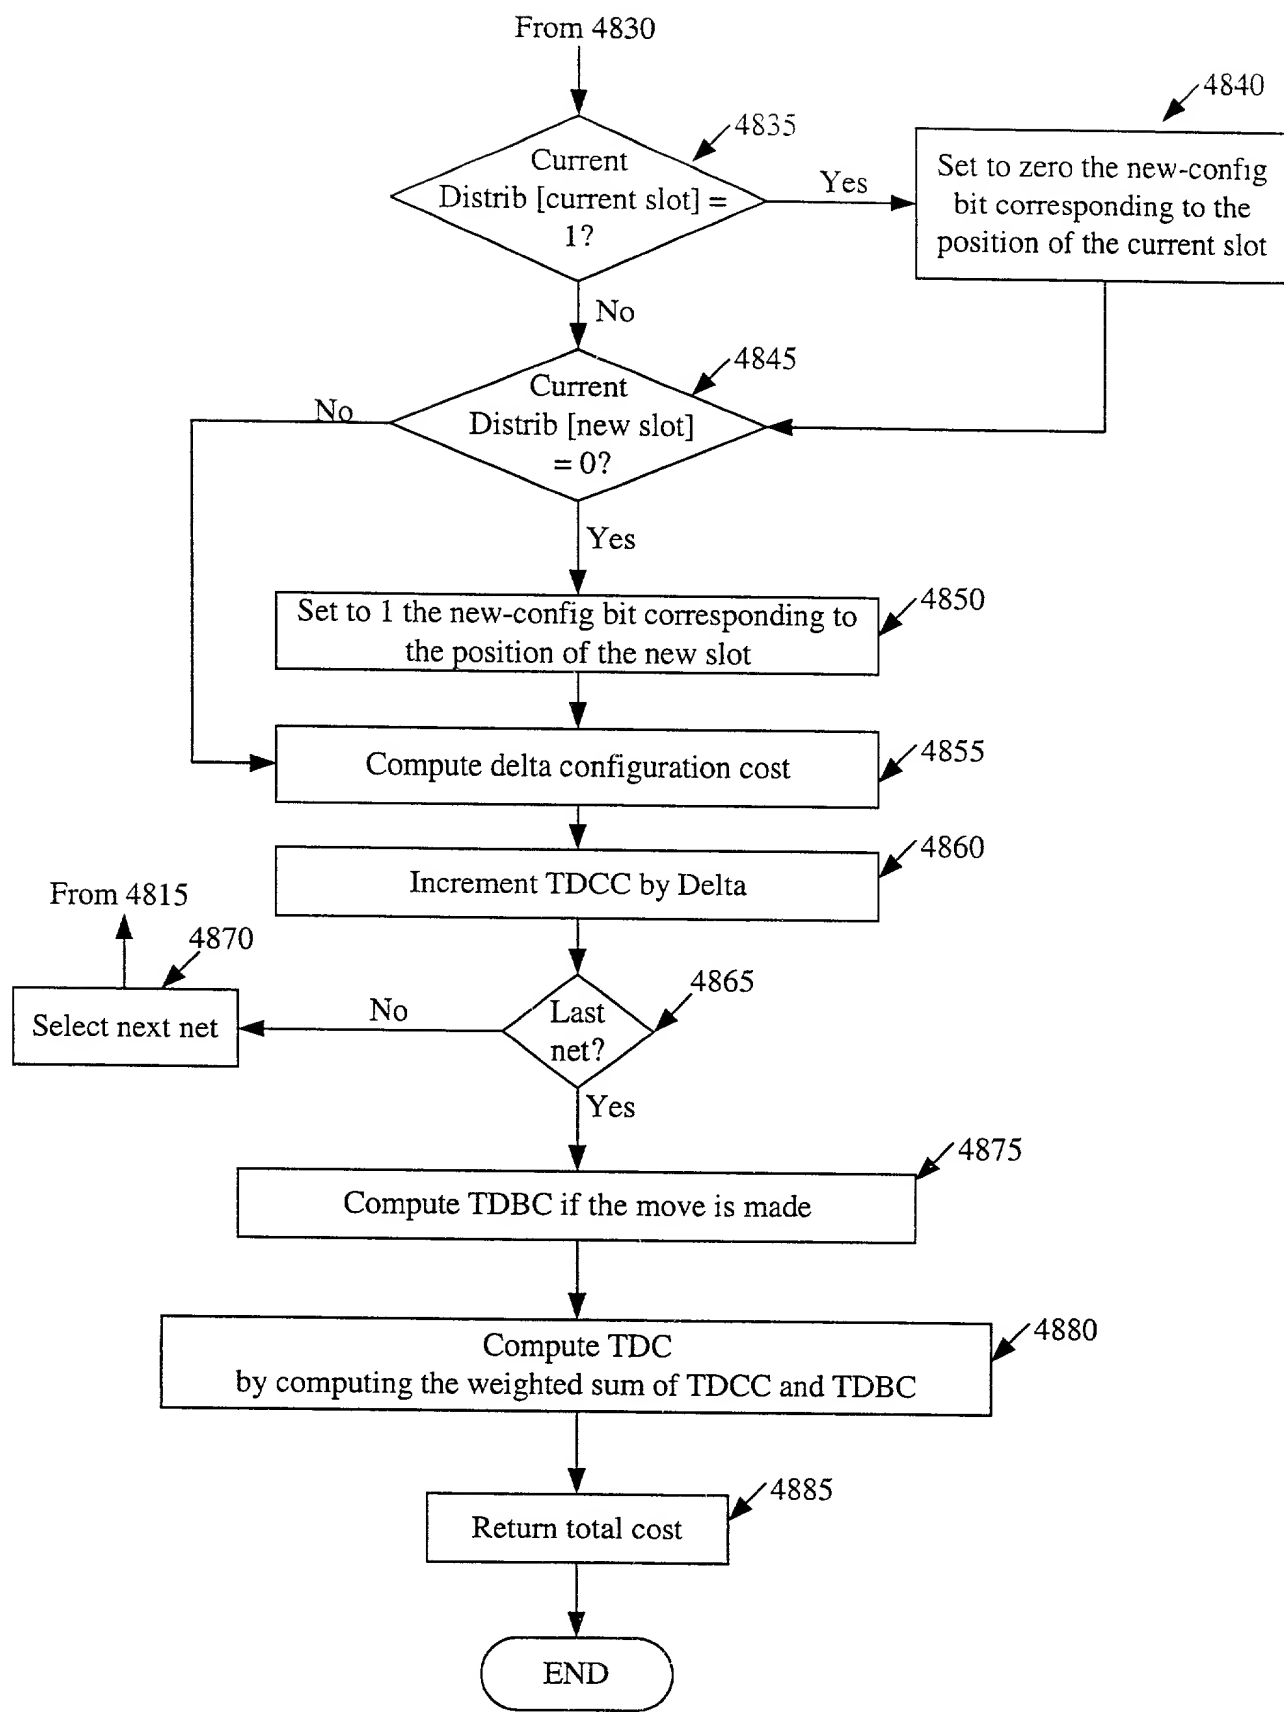 From 4830
4840
4835
Current
Distrib [current slot] =
1?
Yes
Set to zero the new-config
bit corresponding to the
position of the current slot
No
4845
Current
Distrib [new slot]
= 0?
No
Yes
4850
Set to 1 the new-config bit corresponding to
the position of the new slot
4855
Compute delta configuration cost
4860
Increment TDCC by Delta
From 4815
4870
Select next net
No
4865
Last
net?
Yes
4875
Compute TDBC if the move is made
4880
Compute TDC
by computing the weighted sum of TDCC and TDBC
4885
Return total cost
END